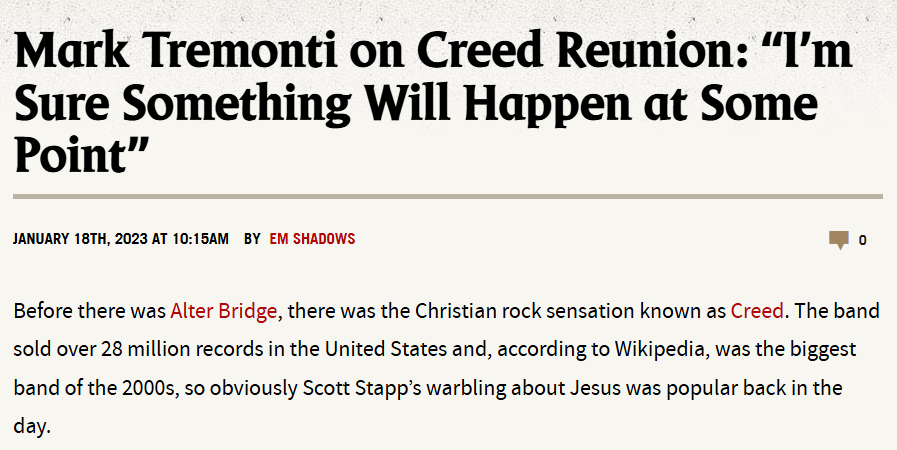 Mark Tremonti on Creed Reunion: “I’m
Sure Something Will Happen at Some
Point”
JANUARY 18TH, 2023 AT 10:15AM BY EM SHADOWS 0
Before there was Alter Bridge, there was the Christian rock sensation known as Creed. The band
sold over 28 million records in the United States and, according to Wikipedia, was the biggest
band of the 2000s, so obviously Scott Stapp’s warbling about Jesus was popular back in the
day.